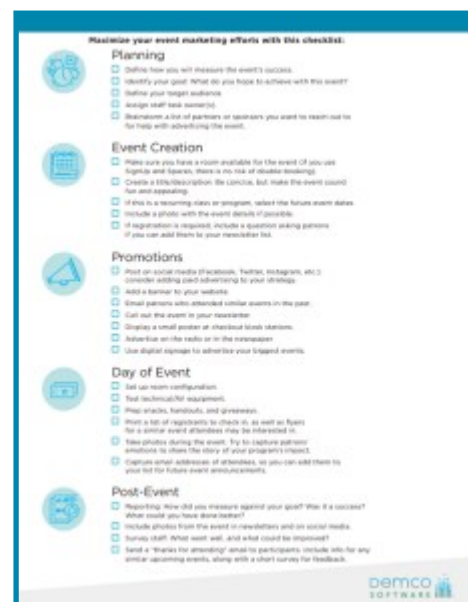 Maximize your event marketing efforts with this checklist:
Planning
Define how you will measure the event's success.
Identify your goal: What do you hope to achieve with this event?
Define your target audience.
Assign staff task owner(s).
Brainstorm a list of partners or sponsors you want to reach out to
for help with advertising the event.
Event Creation
Make sure you have a room available for the event (if you use
SignUp and Spaces, there is no risk of double-booking).
Create a title/description. Be concise, but make the event sound
fun and appealing.
If this is a recurring class or program, select the future event dates.
Include a photo with the event details if possible.
If registration is required, include a question asking patrons
if you can add them to your newsletter list.
Promotions
Post on social media (Facebook, Twitter, Instagram, etc.)
consider adding paid advertising to your strategy.
Add a banner to your website.
Email patrons who attended similar events in the past.
Call out the event in your newsletter.
Display a small poster at checkout kiosk stations.
Advertise on the radio or in the newspaper.
Use digital signage to advertise your biggest events.
Day of Event
Set up room configuration.
Test technical/AV equipment.
Prep snacks, handouts, and giveaways.
Print a list of registrants to check in, as well as flyers
for a similar event attendees may be interested in.
Take photos during the event. Try to capture patrons'
emotions to share the story of your program's impact.
Capture email addresses of attendees, so you can add them to
your list for future event announcements.
Post-Event
Reporting: How did you measure against your goal? Was it a success?
What could you have done better?
Include photos from the event in newsletters and on social media.
Survey staff: What went well, and what could be improved?
Send a "thanks for attending" email to participants. Include info for any
similar upcoming events, along with a short survey for feedback.
Demco
SOFTWARE